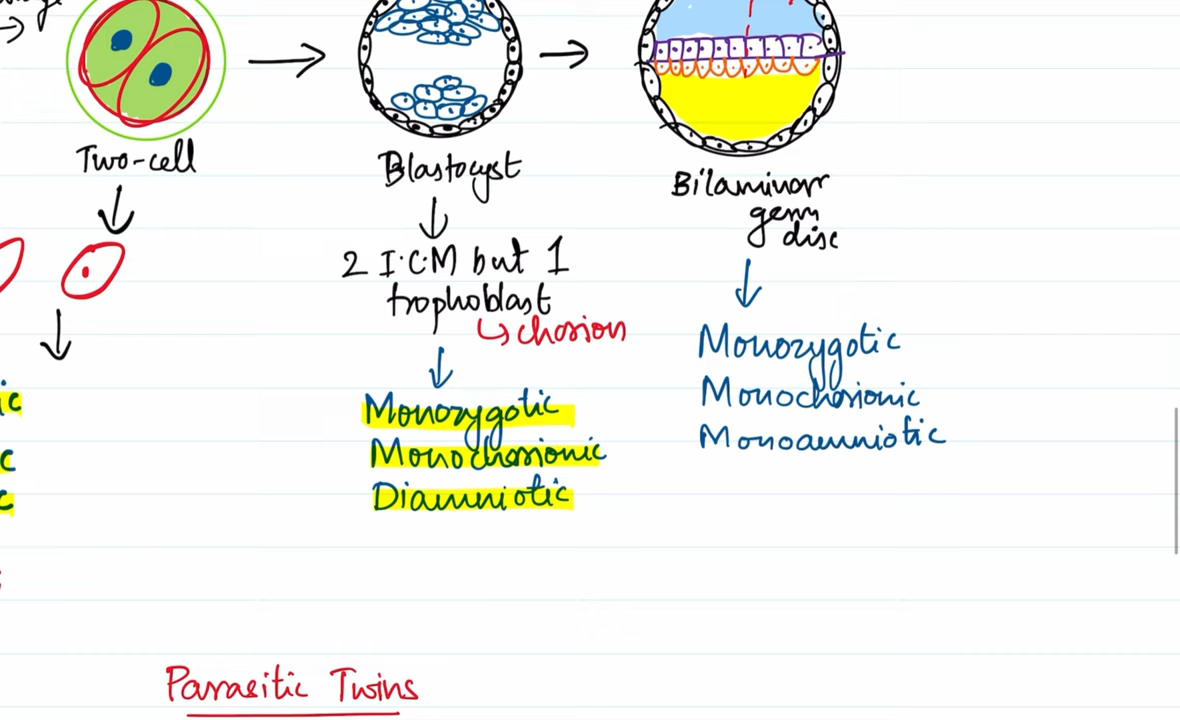 Two-cell
Blastocyst
Bilaminar
germ
disc
2 I.C.M but 1
trophoblast
chorion
Monozygotic
Monochorionic
Diamniotic
Monozygotic
Monochorionic
Monoamniotic
ic
c
c
Parasitic Twins